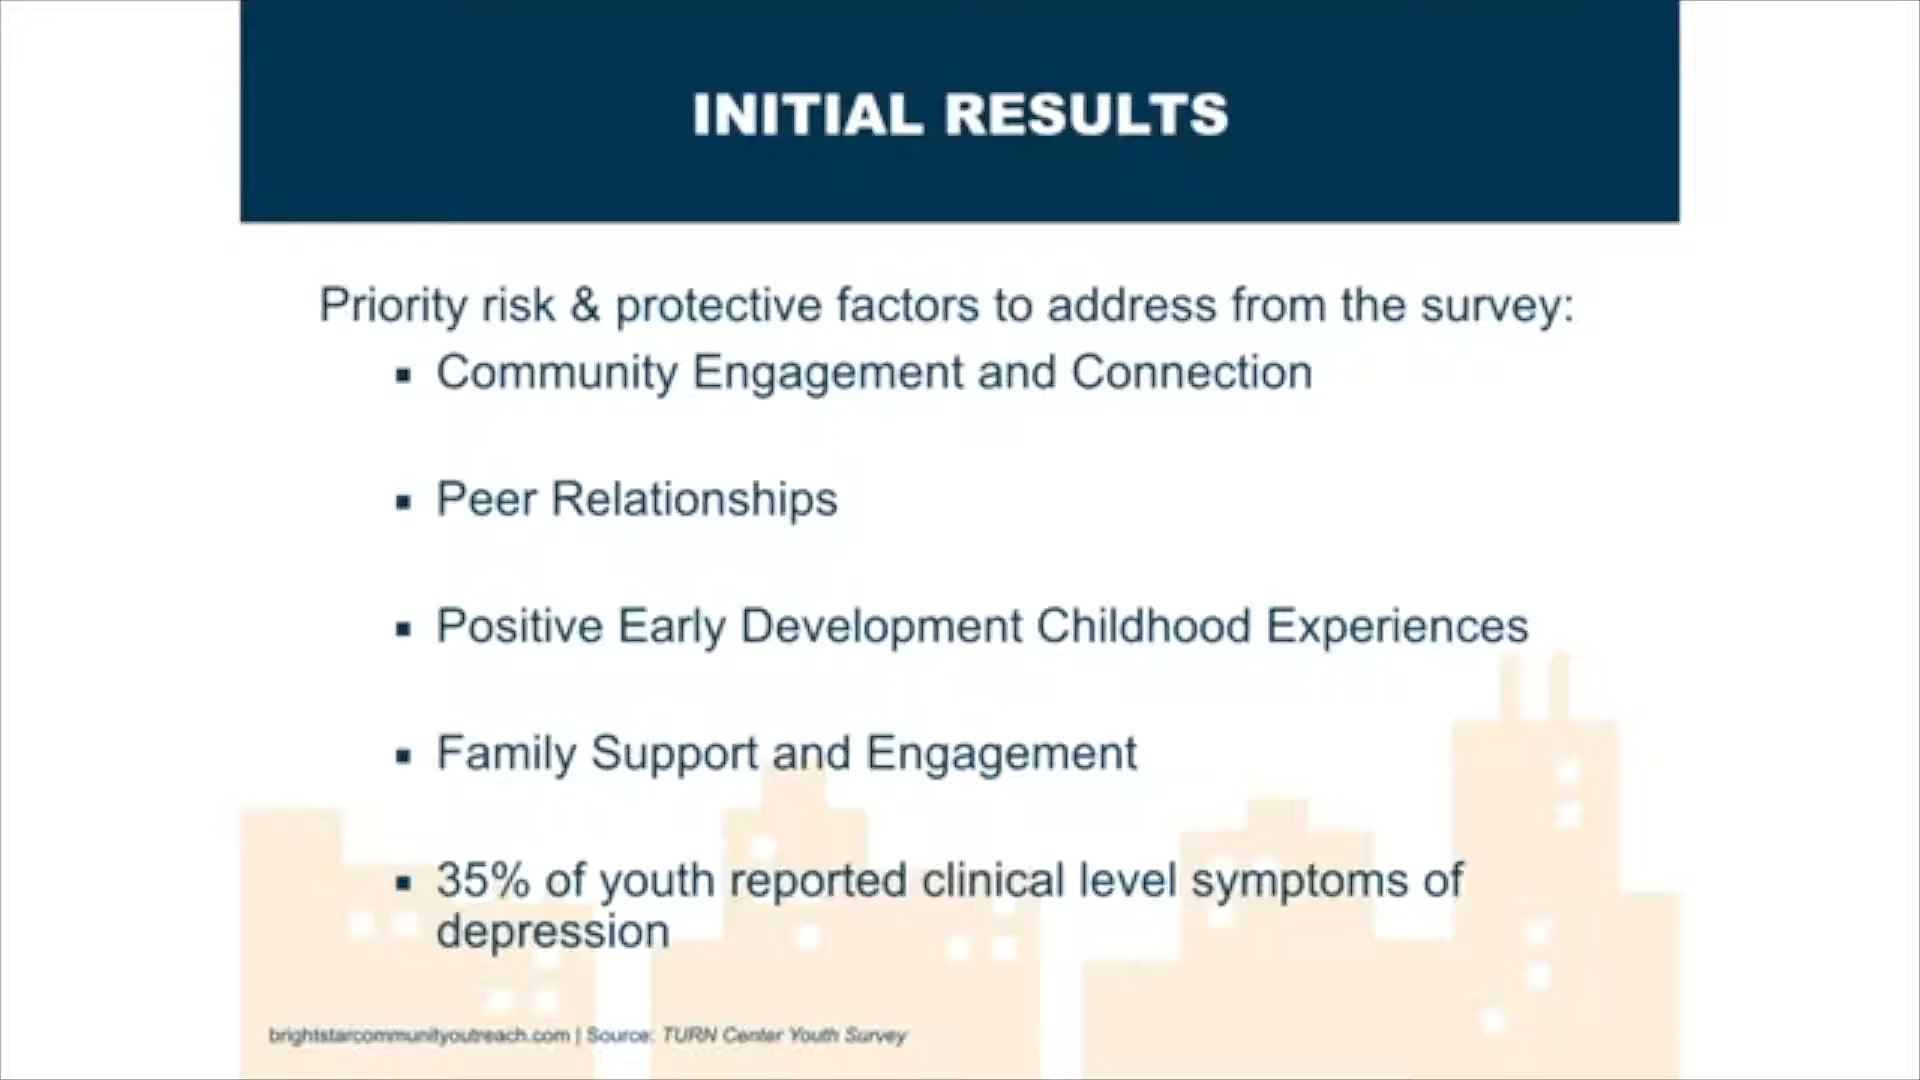 INITIAL RESULTS
Priority risk & protective factors to address from the survey:
▪ Community Engagement and Connection
▪ Peer Relationships
▪ Positive Early Development Childhood Experiences
▪ Family Support and Engagement
▪ 35% of youth reported clinical level symptoms of
depression
brightstarcommunityoutreach.com | Source: TURN Center Youth Survey